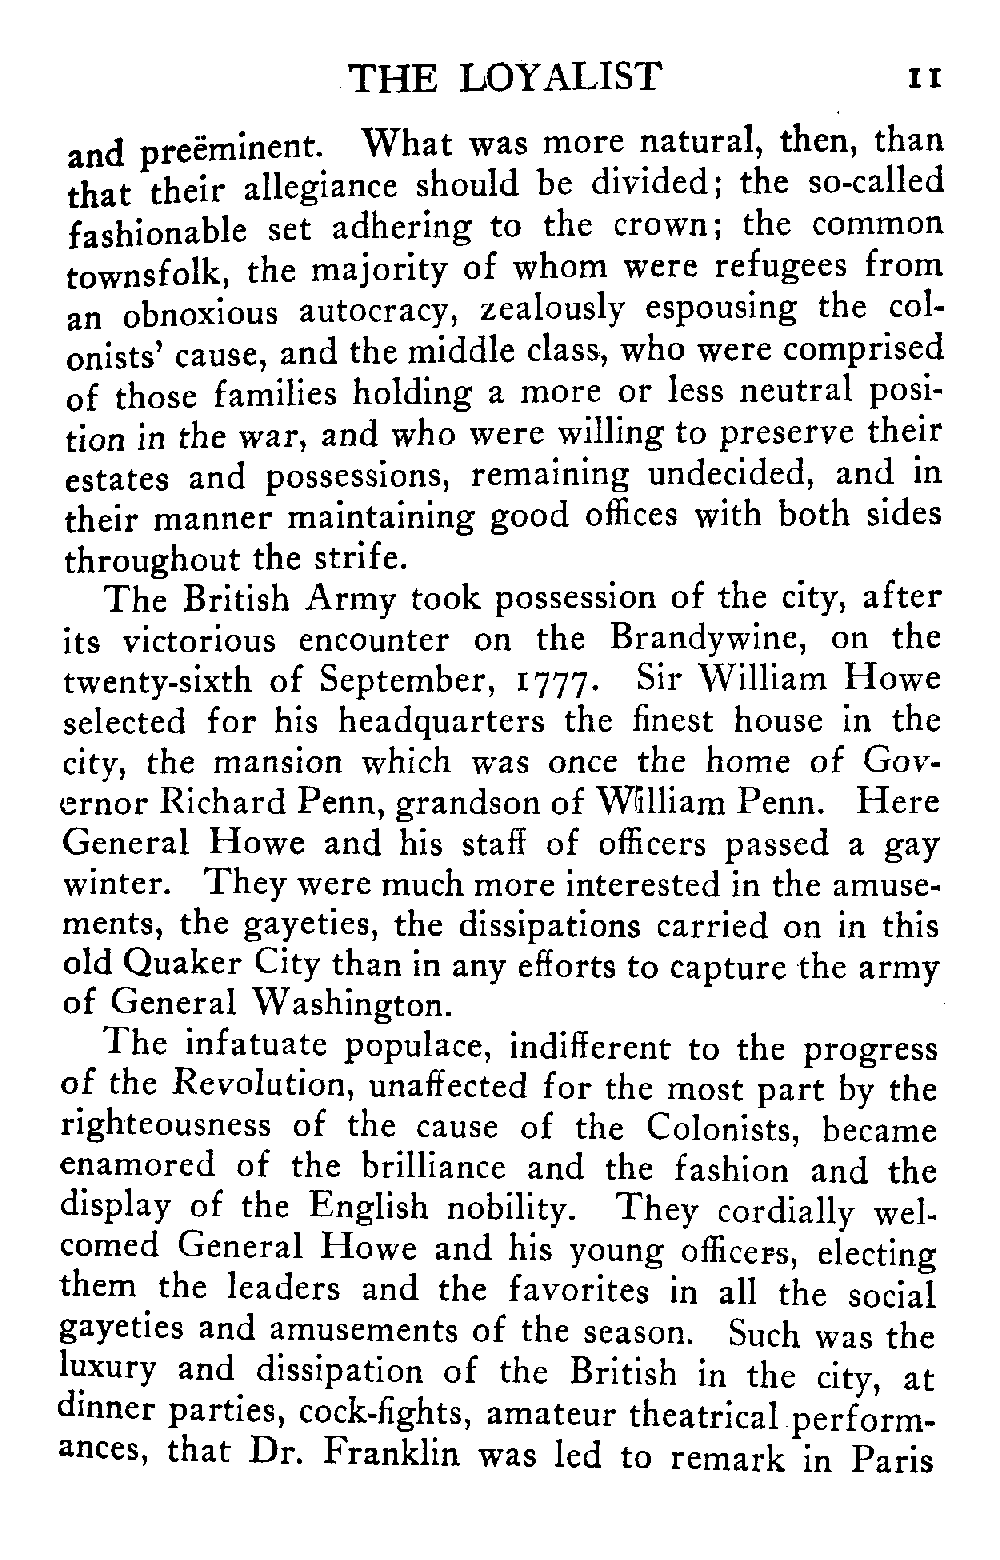 THE LOYALIST 11
and preëminent. What was more natural, then, than
that their allegiance should be divided; the so-called
fashionable set adhering to the crown; the common
townsfolk, the majority of whom were refugees from
an obnoxious autocracy, zealously espousing the col-
onists' cause, and the middle class, who were comprised
of those families holding a more or less neutral posi-
tion in the war, and who were willing to preserve their
estates and possessions, remaining undecided, and in
their manner maintaining good offices with both sides
throughout the strife.
The British Army took possession of the city, after
its victorious encounter on the Brandywine, on the
twenty-sixth of September, 1777. Sir William Howe
selected for his headquarters the finest house in the
city, the mansion which was once the home of Gov-
ernor Richard Penn, grandson of William Penn. Here
General Howe and his staff of officers passed a gay
winter. They were much more interested in the amuse-
ments, the gayeties, the dissipations carried on in this
old Quaker City than in any efforts to capture the army
of General Washington.
The infatuate populace, indifferent to the progress
of the Revolution, unaffected for the most part by the
righteousness of the cause of the Colonists, became
enamored of the brilliance and the fashion and the
display of the English nobility. They cordially wel-
comed General Howe and his young officers, electing
them the leaders and the favorites in all the social
gayeties and amusements of the season. Such was the
luxury and dissipation of the British in the city, at
dinner parties, cock-fights, amateur theatrical perform-
ances, that Dr. Franklin was led to remark in Paris